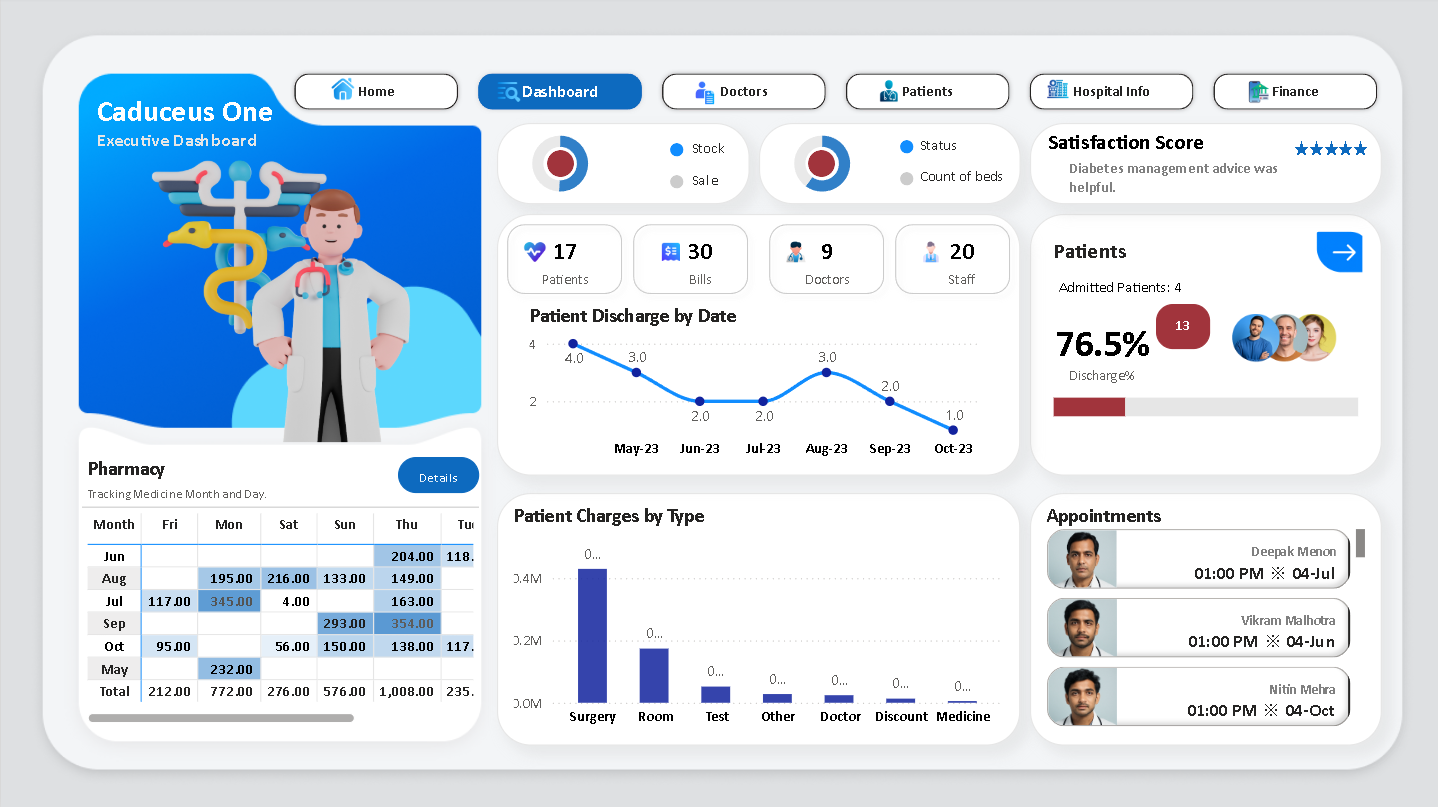 Caduceus One
Executive Dashboard
Home
Dashboard
Doctors
Patients
Hospital Info
Finance
Stock
Sale
Status
Count of beds
Satisfaction Score
Diabetes management advice was
helpful.
17
Patients
30
Bills
9
Doctors
20
Staff
Patient Discharge by Date
4
2
4.0
3.0
2.0
2.0
3.0
2.0
1.0
May-23 Jun-23 Jul-23 Aug-23 Sep-23 Oct-23
Patients
Admitted Patients: 4
76.5%
13
Discharge%
Pharmacy
Tracking Medicine Month and Day.
Details
Month Fri Mon Sat Sun Thu
Jun 204.00 118.
Aug 195.00 216.00 133.00 149.00
Jul 117.00 345.00 4.00 163.00
Sep 293.00 354.00
Oct 95.00 56.00 150.00 138.00 117.
May 232.00
Total 212.00 772.00 276.00 576.00 1,008.00 235.
Patient Charges by Type
0.4M
0.2M
0.0M
0...
0...
0...
0...
0...
0...
0...
Surgery Room Test Other Doctor Discount Medicine
Appointments
Deepak Menon
01:00 PM ※ 04-Jul
Vikram Malhotra
01:00 PM ※ 04-Jun
Nitin Mehra
01:00 PM ※ 04-Oct